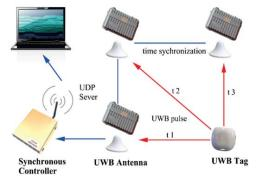 time sychronization
UDP
Sever
t 2
t 3
UWB pulse
t 1
Synchronous
Controller
UWB Antenna
UWB Tag